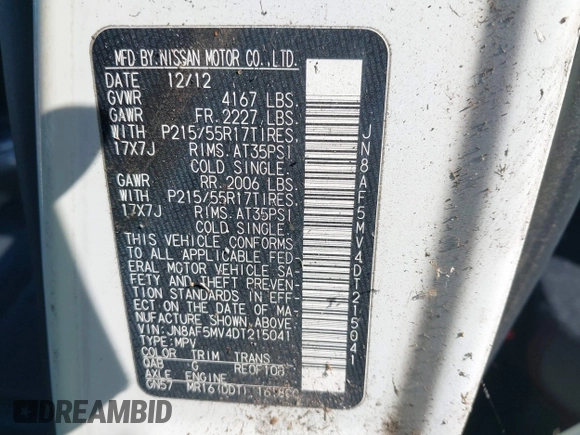 MFD BY.NISSAN MOTOR CO.,LTD.
DATE 12/12
GVWR 4167 LBS.
GAWR FR. 2227 LBS.
WITH P215/55R17TIRES.
17X7J RIMS. AT35PSI
COLD SINGLE.
GAWR RR. 2006 LBS.
WITH P215/55R17TIRES.
17X7J RIMS. AT35PSI
COLD SINGLE.
THIS VEHICLE CONFORMS
TO ALL APPLICABLE FED-
ERAL MOTOR VEHICLE SA-
FETY AND THEFT PREVEN-
TION STANDARDS IN EFF-
ECT ON THE DATE OF MA-
NUFACTURE SHOWN ABOVE.
VIN: JN8AF5MV4DT215041
TYPE: MPV
COLOR TRIM TRANS
QAB G RE0F10B
AXLE ENGINE
GN57 MR16(DDT)
JN8AF5MV4DT215041
DREAMBID